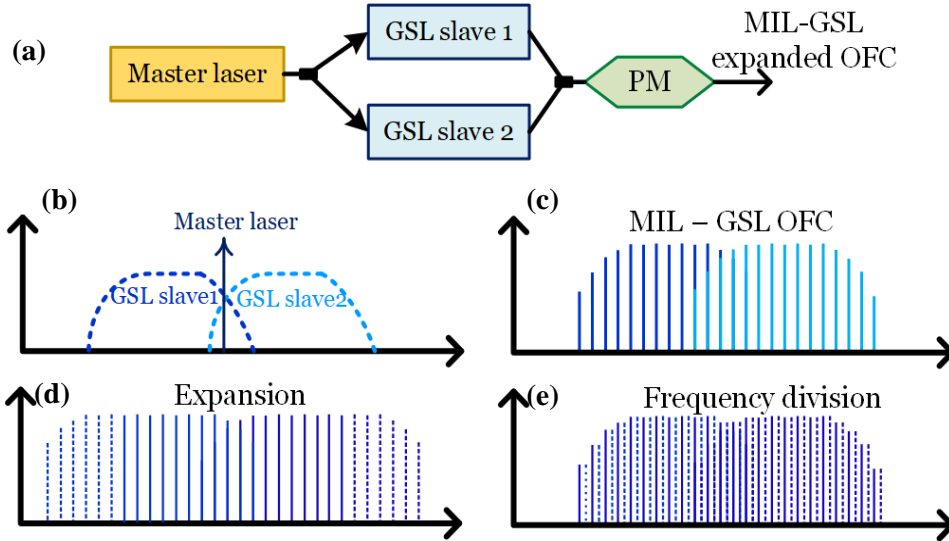 (a)
Master laser
GSL slave 1
GSL slave 2
PM
MIL-GSL
expanded OFC
(b)
Master laser
GSL slave1
GSL slave2
(c)
MIL – GSL OFC
(d)
Expansion
(e)
Frequency division